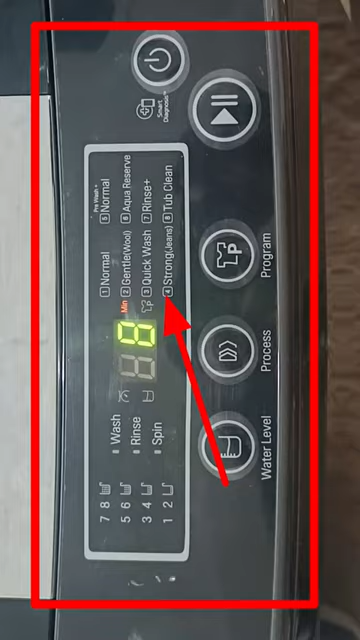 Pre Wash+
7 8 Wash 1 Normal 5 Normal
5 6 Min 2 Gentle(Wool) 6 Aqua Reserve
3 4 Rinse 8 3 Quick Wash 7 Rinse+
1 2 Spin 4 Strong(Jeans) 8 Tub Clean
Smart
Diagnosis™
P
Water Level Process Program